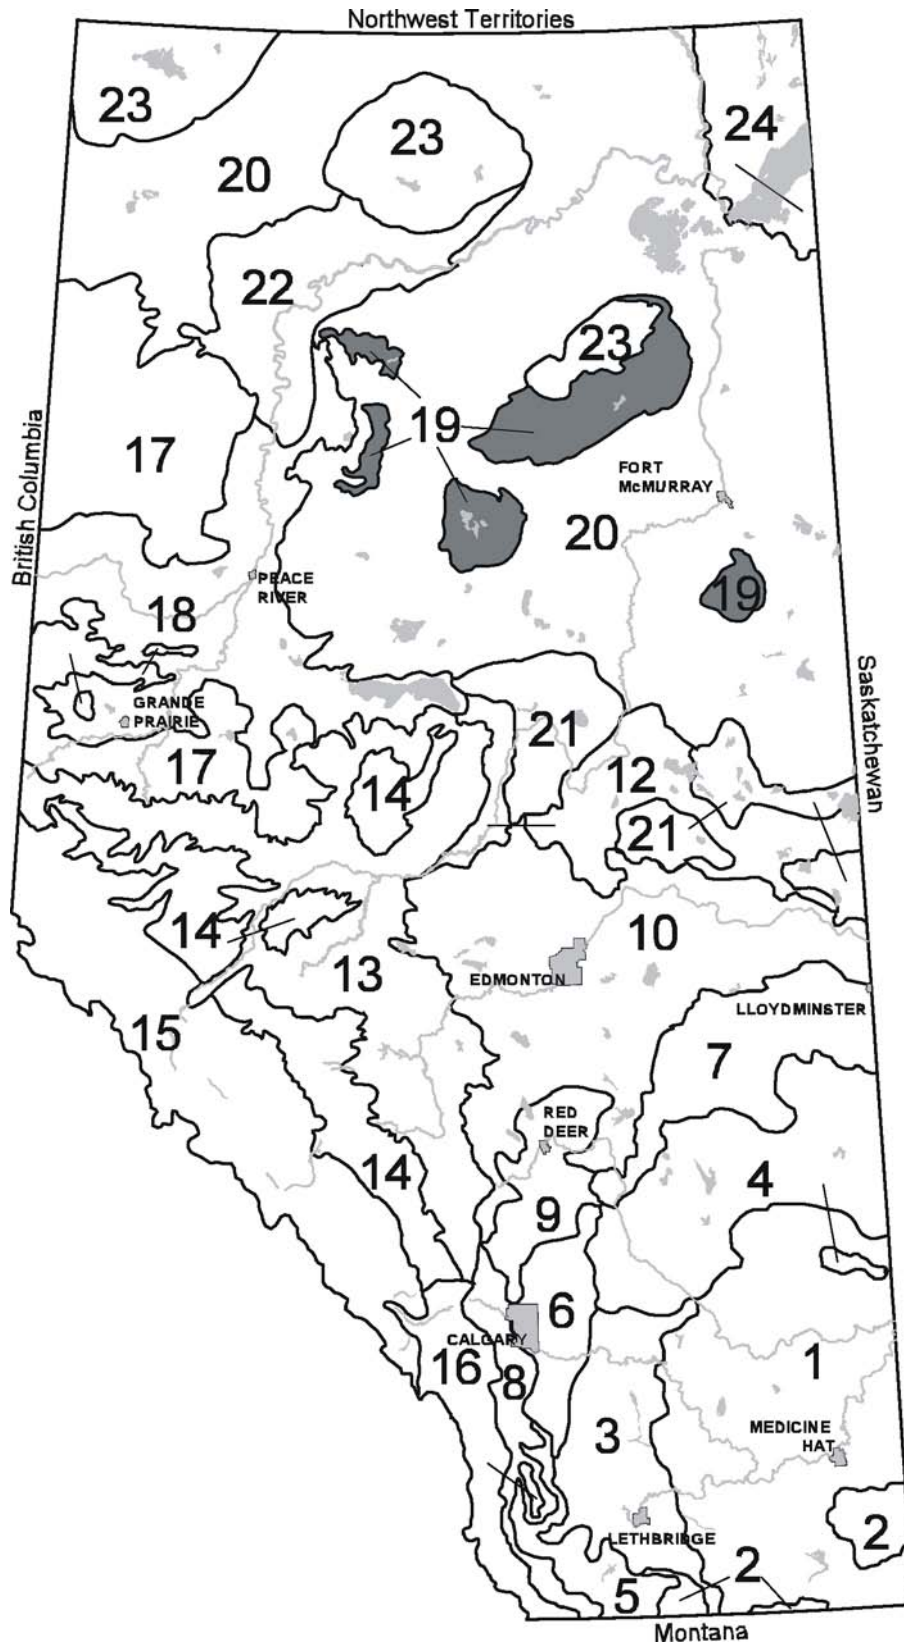 Northwest Territories
23
23
24
20
22
23
British Columbia
17
19
FORT
McMURRAY
20
PEACE
RIVER
19
18
Saskatchewan
GRANDE
PRAIRIE
21
17
14
12
21
14
10
13
EDMONTON
LLOYDMINSTER
15
7
RED
DEER
14
4
9
6
CALGARY
16
8
1
3
MEDICINE
HAT
LETHBRIDGE
2
2
5
Montana